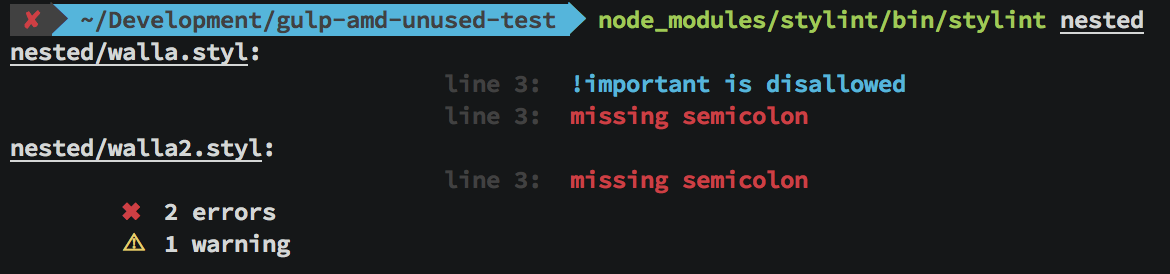 ✘ ~/Development/gulp-amd-unused-test node_modules/stylint/bin/stylint nested
nested/walla.styl:
line 3: !important is disallowed
line 3: missing semicolon
nested/walla2.styl:
line 3: missing semicolon
✖ 2 errors
⚠ 1 warning